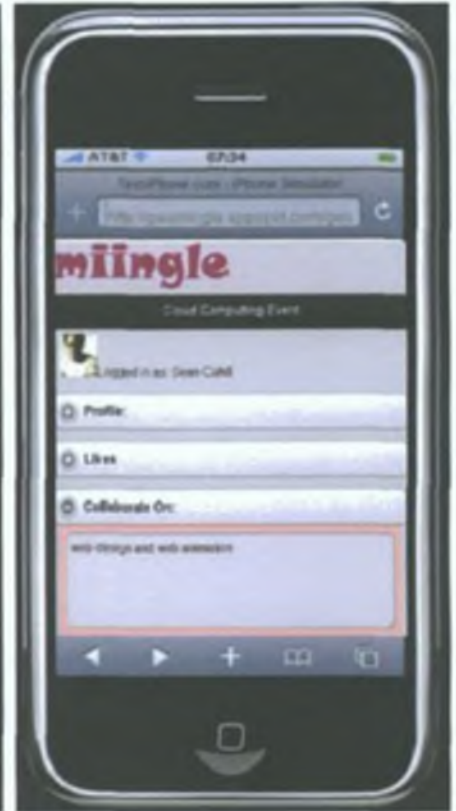 AT&T 07:34
TestiPhone.com - iPhone Simulator
miingle
Cloud Computing Event
Logged in as: Sean Cahill
Profile:
Likes
Collaborate On:
web design and web animation